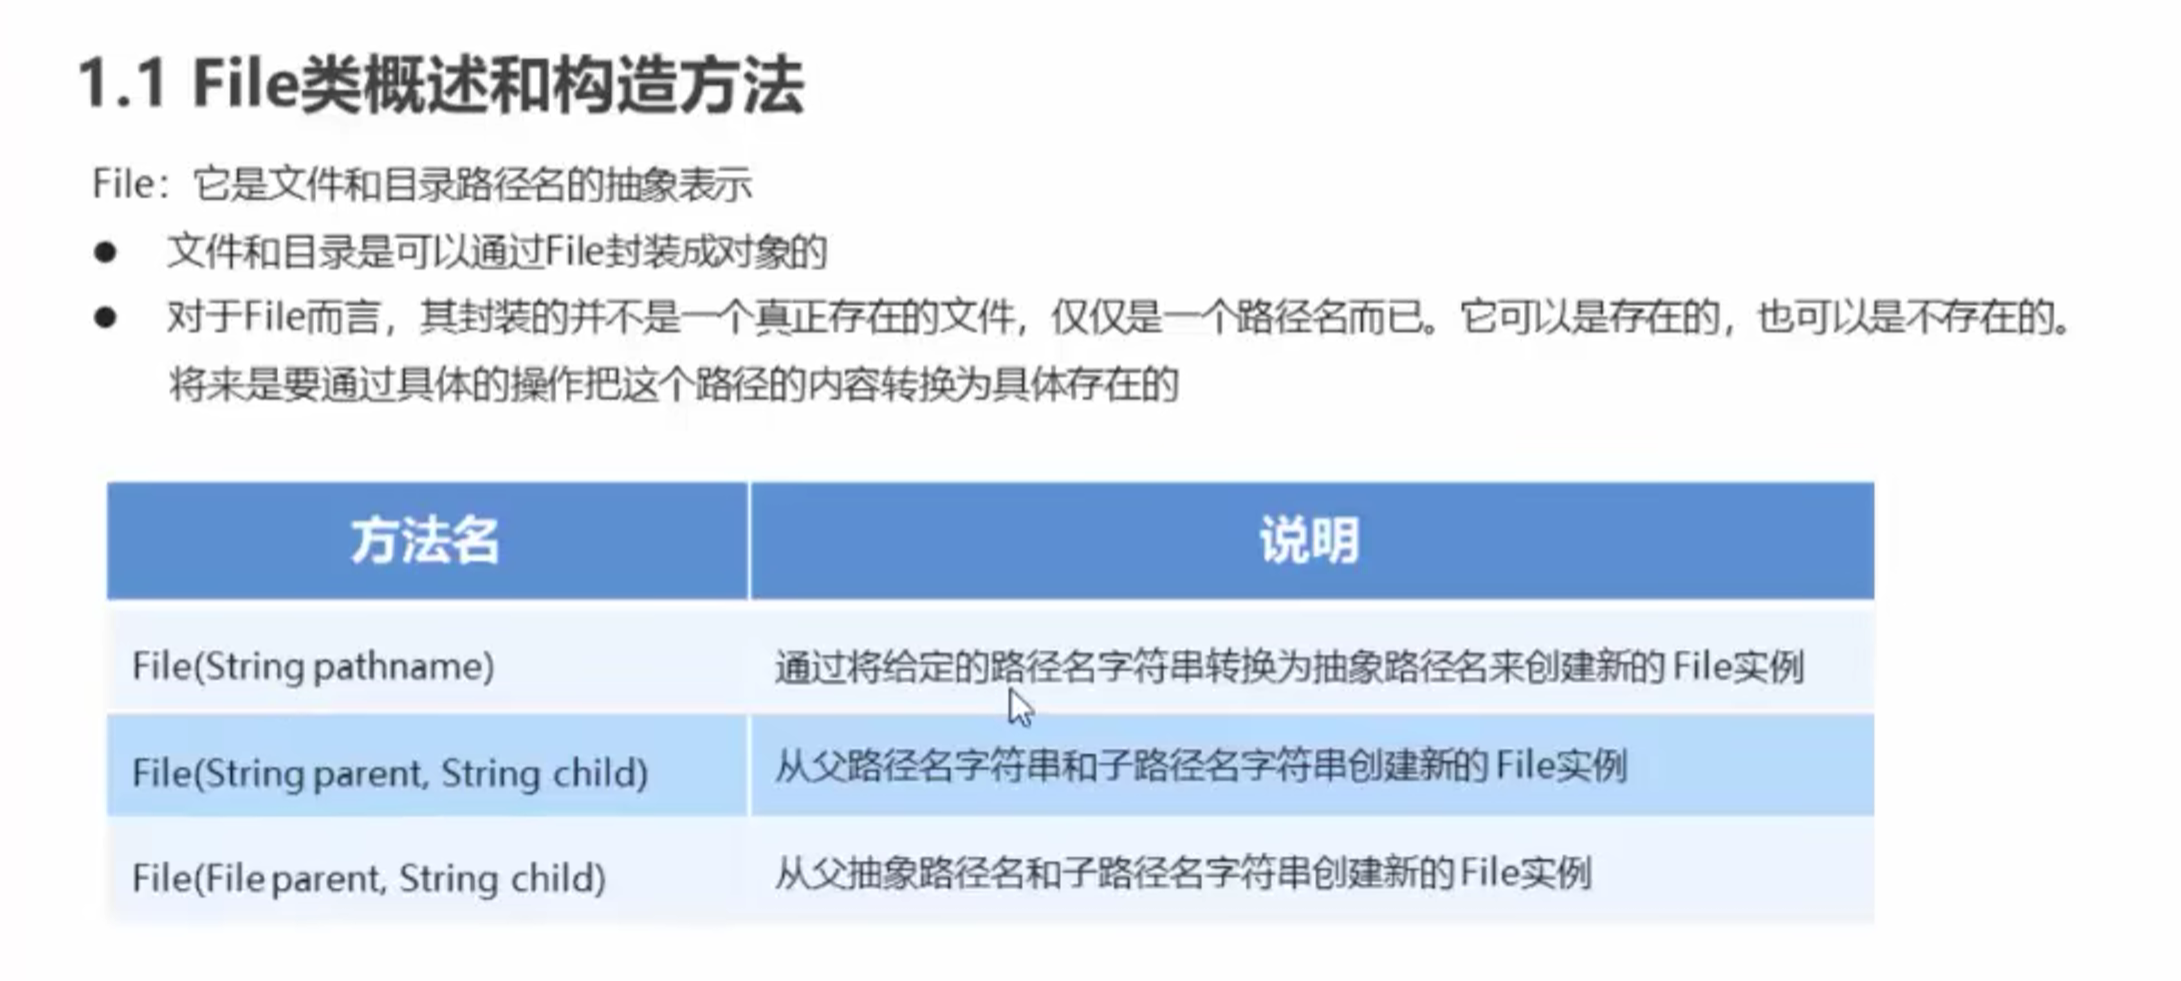 1.1 File类概述和构造方法
File：它是文件和目录路径名的抽象表示
● 文件和目录是可以通过File封装成对象的
● 对于File而言，其封装的并不是一个真正存在的文件，仅仅是一个路径名而已。它可以是存在的，也可以是不存在的。
将来是要通过具体的操作把这个路径的内容转换为具体存在的
方法名 说明
File(String pathname) 通过将给定的路径名字符串转换为抽象路径名来创建新的 File实例
File(String parent, String child) 从父路径名字符串和子路径名字符串创建新的 File实例
File(File parent, String child) 从父抽象路径名和子路径名字符串创建新的 File实例